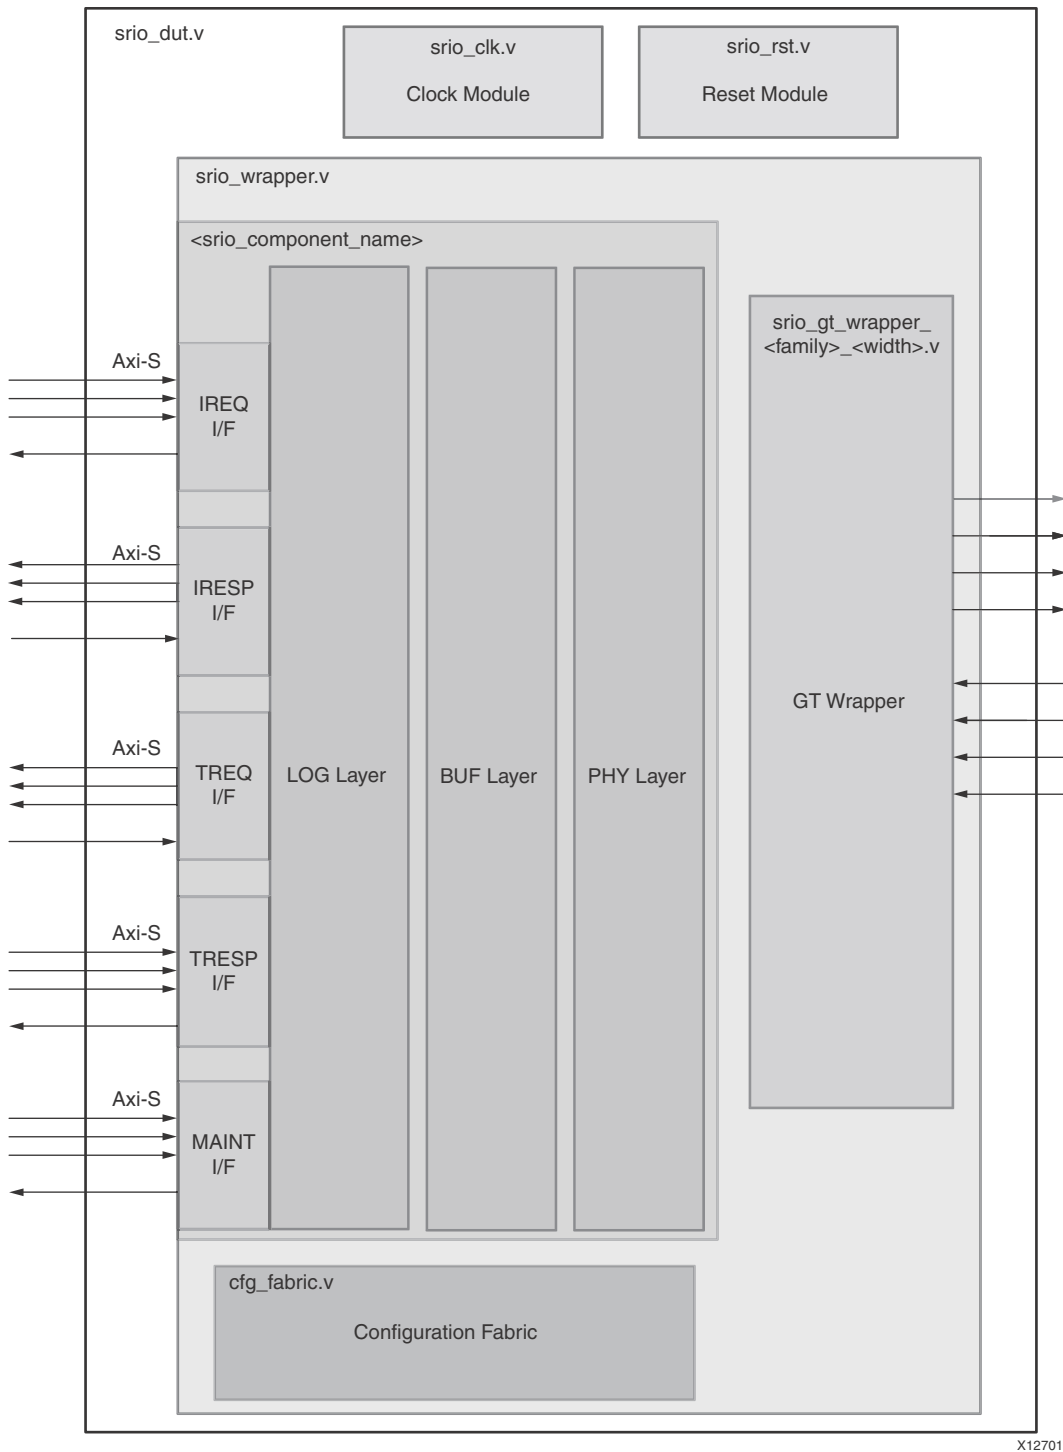 srio_dut.v
srio_clk.v
Clock Module
srio_rst.v
Reset Module
srio_wrapper.v
<srio_component_name>
srio_gt_wrapper_
<family>_<width>.v
GT Wrapper
Axi-S
IREQ
I/F
Axi-S
IRESP
I/F
Axi-S
TREQ
I/F
LOG Layer
BUF Layer
PHY Layer
Axi-S
TRESP
I/F
Axi-S
MAINT
I/F
cfg_fabric.v
Configuration Fabric
X12701